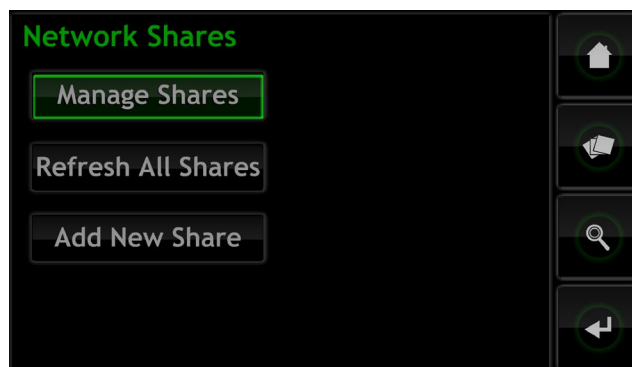 Network Shares
Manage Shares
Refresh All Shares
Add New Share